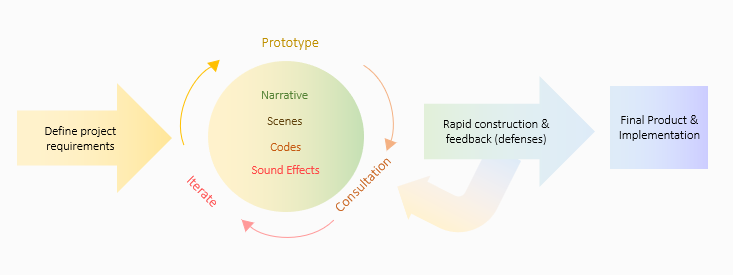 Define project
requirements
Prototype
Narrative
Scenes
Codes
Sound Effects
Consultation
Iterate
Rapid construction &
feedback (defenses)
Final Product &
Implementation